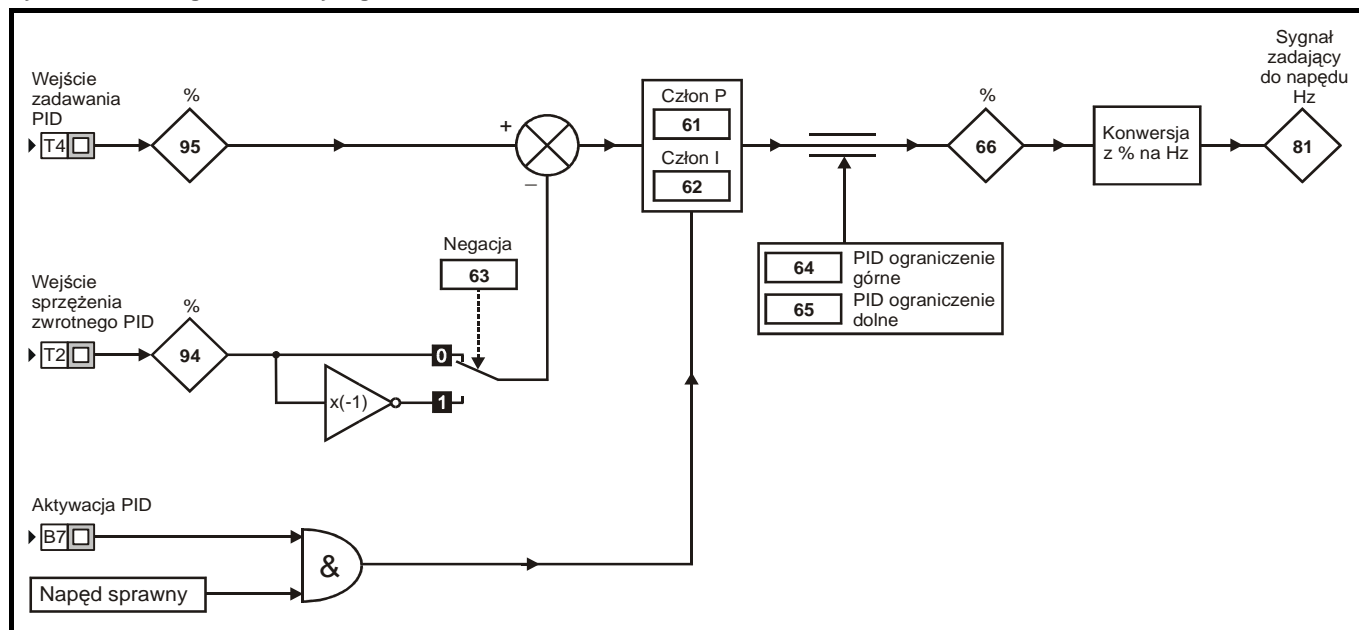 Wejście
zadawania
PID
T4
%
95
+
–
Człon P
61
Człon I
62
%
66
Konwersja
z % na Hz
Sygnał
zadający
do napędu
Hz
81
Negacja
63
64
PID ograniczenie
górne
65
PID ograniczenie
dolne
Wejście
sprzężenia
zwrotnego PID
T2
%
94
0
x(-1)
1
Aktywacja PID
B7
&
Napęd sprawny